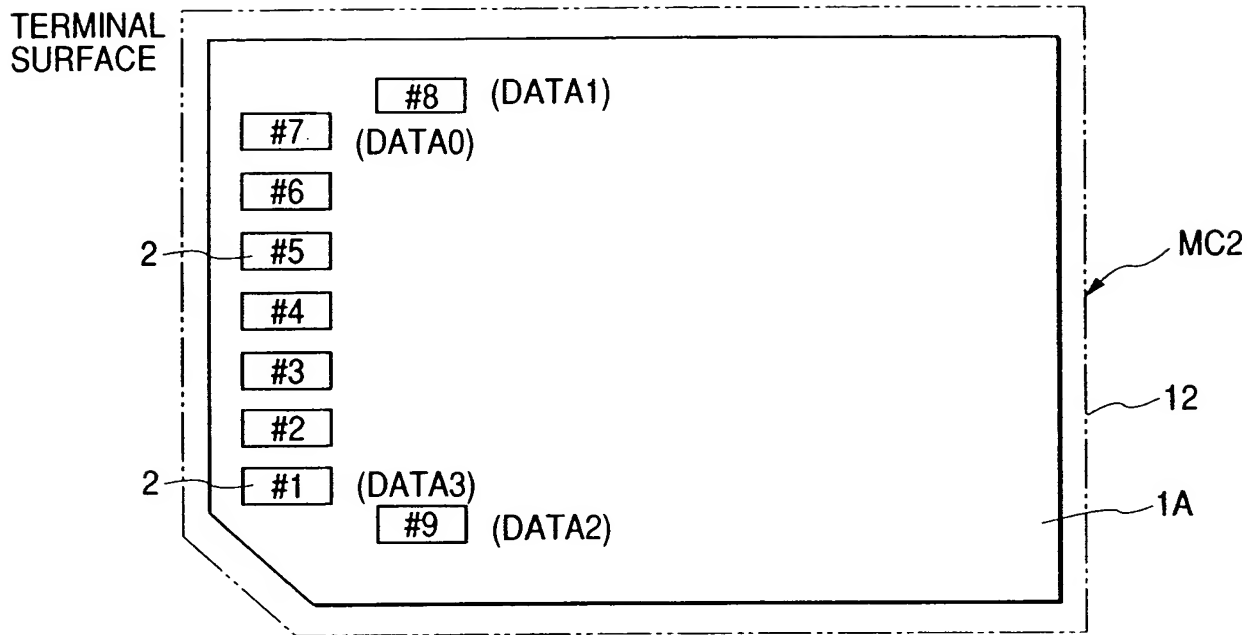 TERMINAL
SURFACE
#8 (DATA1)
#7 (DATA0)
#6
2 #5
MC2
#4
#3
12
#2
2 #1 (DATA3)
1A
#9 (DATA2)